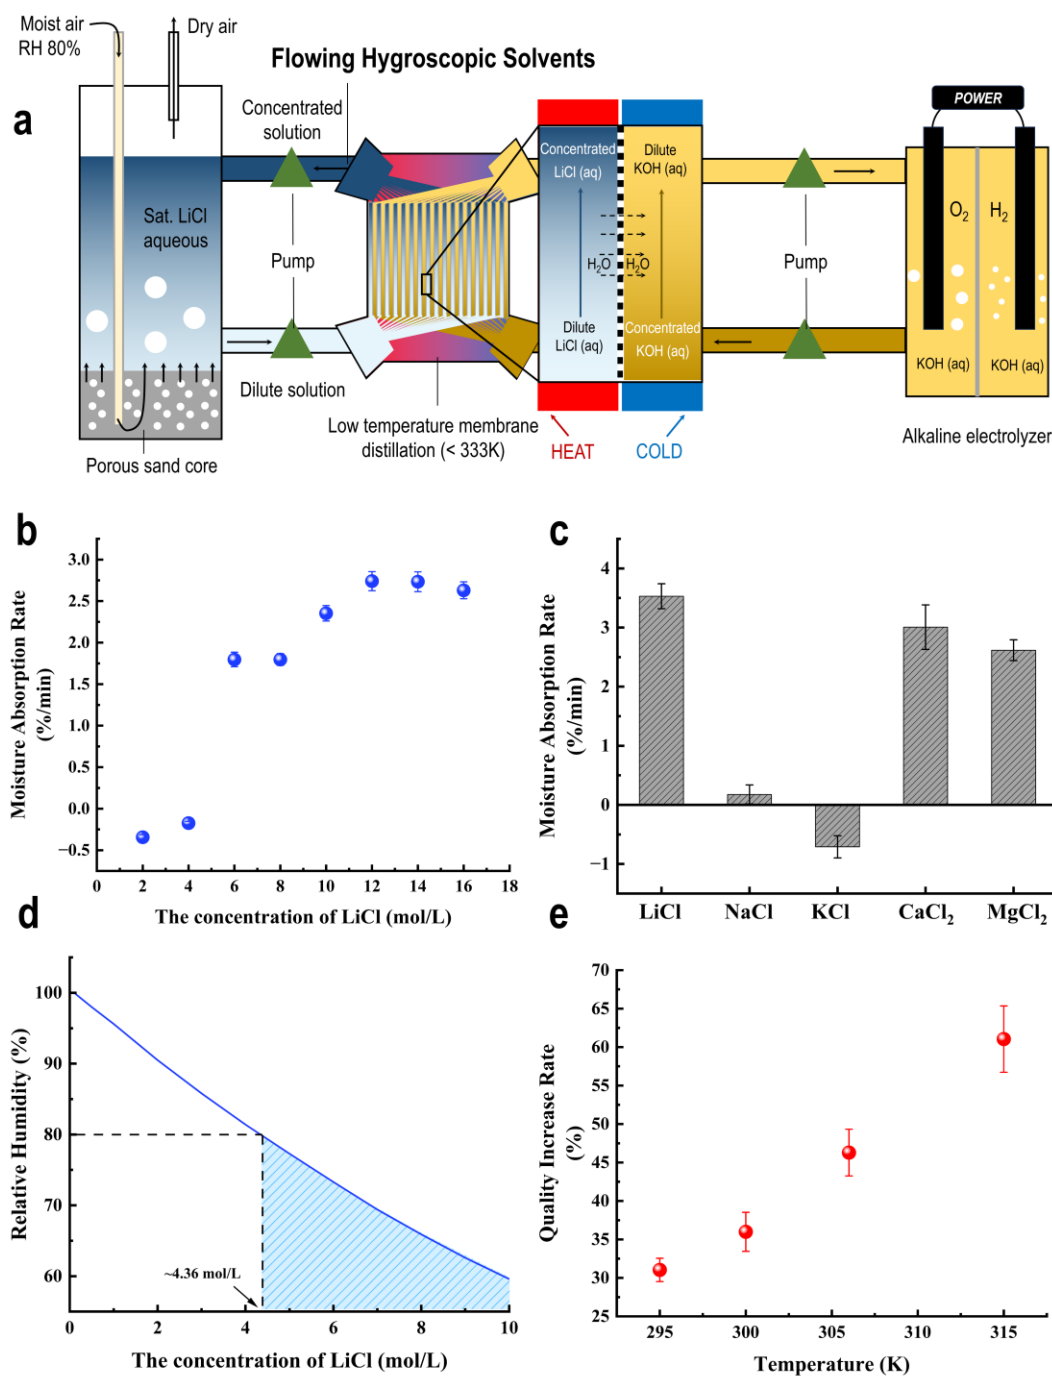 a
Moist air
RH 80%
Dry air
Flowing Hygroscopic Solvents
Concentrated
solution
Sat. LiCl
aqueous
Pump
Dilute solution
Porous sand core
Low temperature membrane
distillation (< 333K)
Concentrated
LiCl (aq)
Dilute
KOH (aq)
H₂O
H₂O
Dilute
LiCl (aq)
Concentrated
KOH (aq)
HEAT
COLD
Pump
POWER
O₂
H₂
KOH (aq)
KOH (aq)
Alkaline electrolyzer
b
Moisture Absorption Rate
(%/min)
3.0
2.5
2.0
1.5
1.0
0.5
0.0
−0.5
0 2 4 6 8 10 12 14 16 18
The concentration of LiCl (mol/L)
c
Moisture Absorption Rate
(%/min)
4
3
2
1
0
−1
LiCl NaCl KCl CaCl₂ MgCl₂
d
Relative Humidity (%)
100
90
80
70
60
~4.36 mol/L
0 2 4 6 8 10
The concentration of LiCl (mol/L)
e
Quality Increase Rate
(%)
70
65
60
55
50
45
40
35
30
25
295 300 305 310 315
Temperature (K)